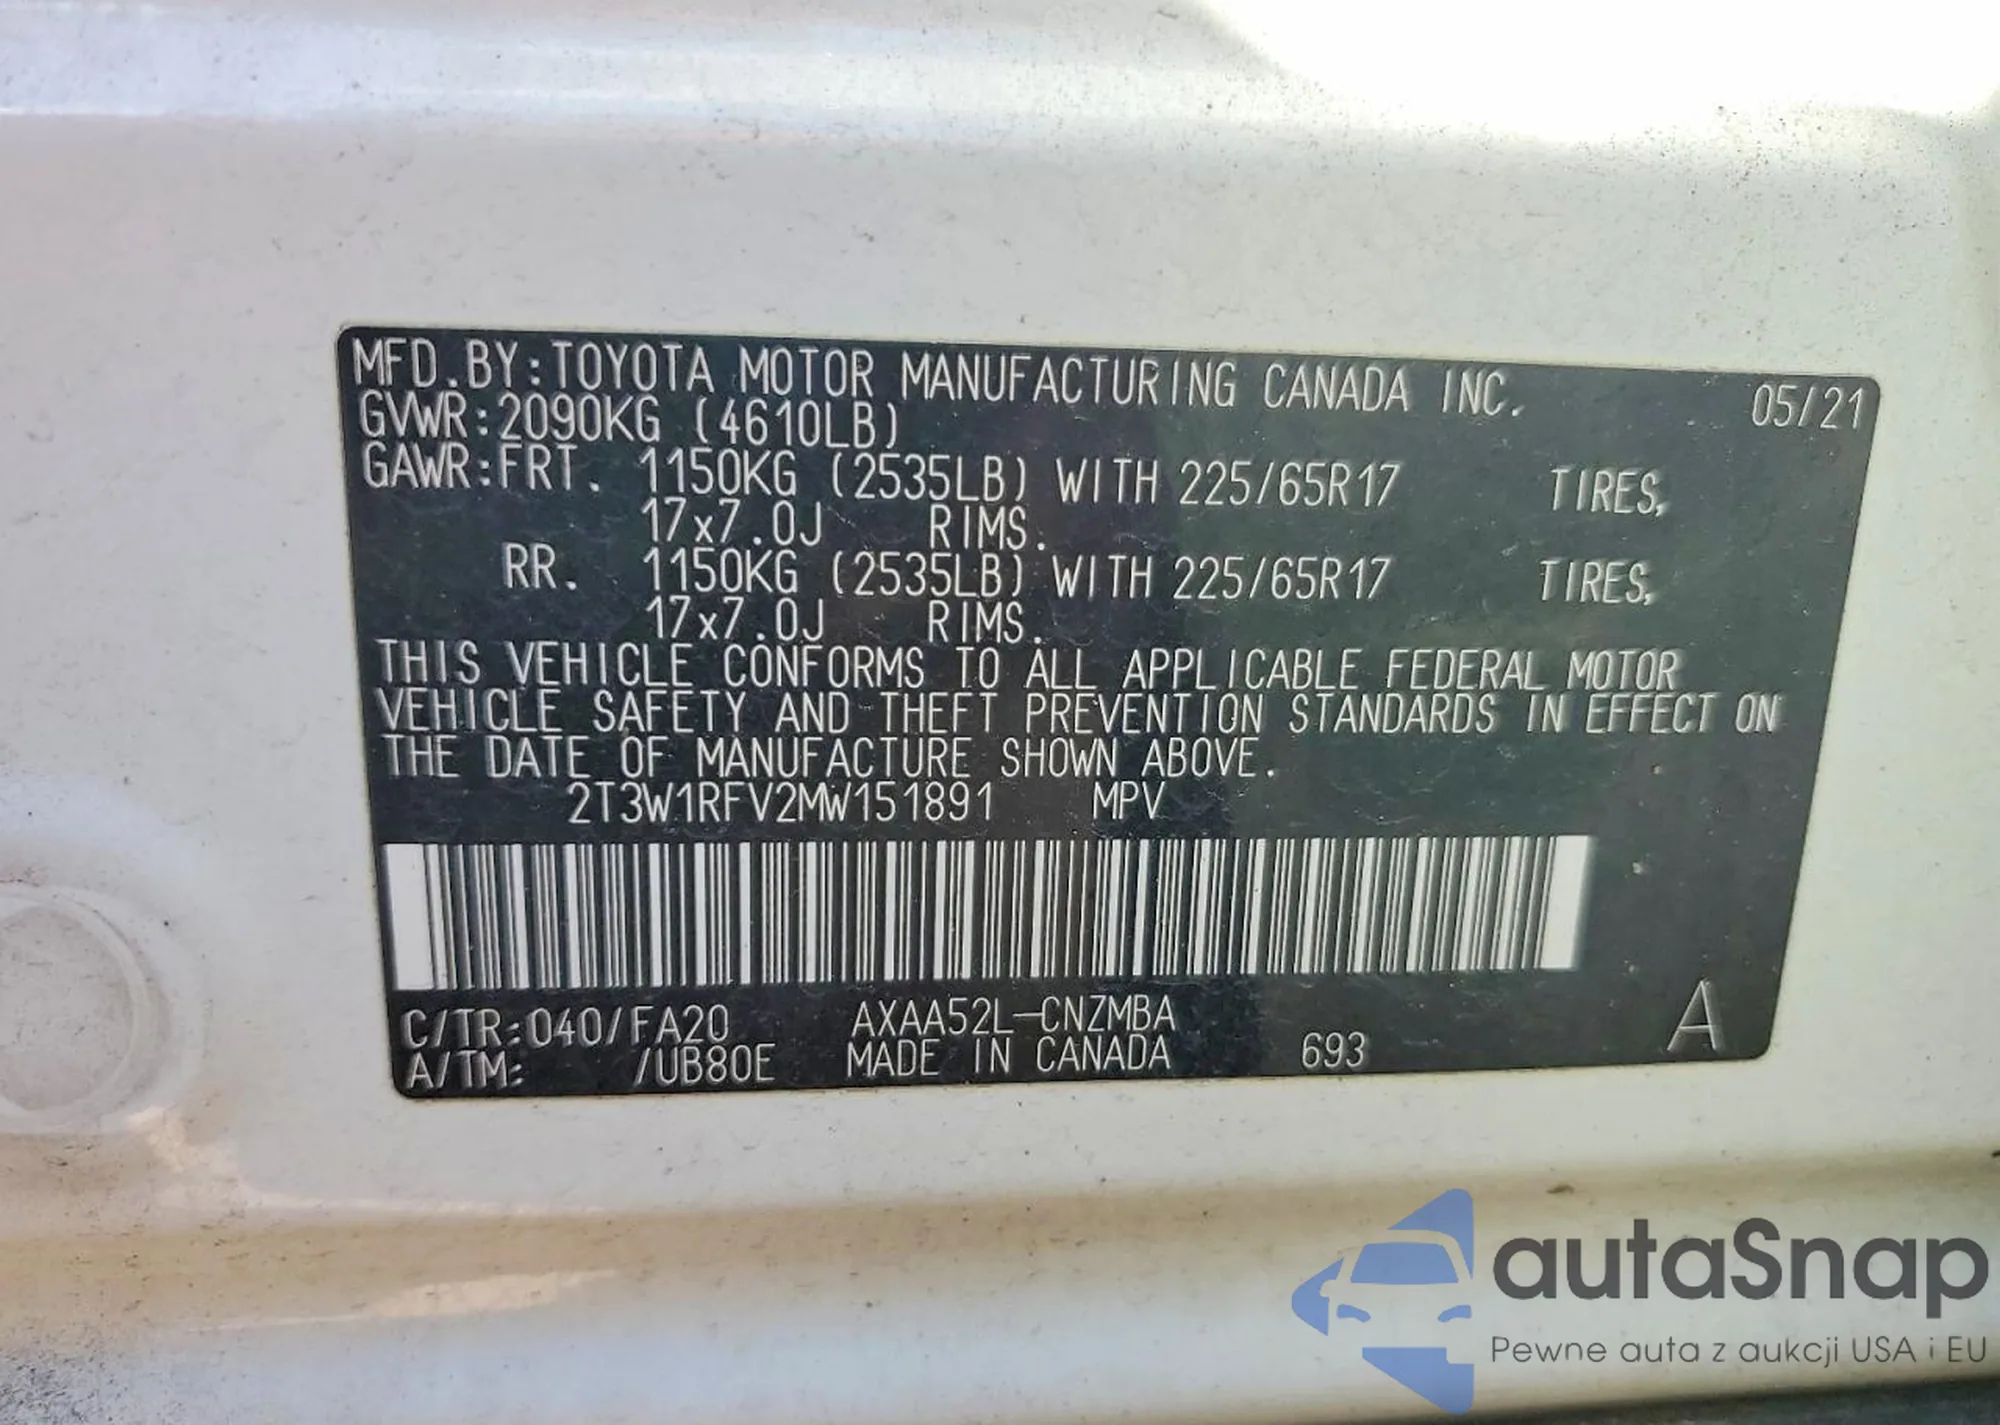 MFD.BY:TOYOTA MOTOR MANUFACTURING CANADA INC. 05/21
GVWR:2090KG (4610LB)
GAWR:FRT. 1150KG (2535LB) WITH 225/65R17 TIRES,
17x7.0J RIMS.
RR. 1150KG (2535LB) WITH 225/65R17 TIRES,
17x7.0J RIMS.
THIS VEHICLE CONFORMS TO ALL APPLICABLE FEDERAL MOTOR
VEHICLE SAFETY AND THEFT PREVENTION STANDARDS IN EFFECT ON
THE DATE OF MANUFACTURE SHOWN ABOVE.
2T3W1RFV2MW151891 MPV
C/TR:040/FA20 AXAA52L-CNZMBA
A/TM: /UB80E MADE IN CANADA 693 A
autaSnap
Pewne auta z aukcji USA i EU